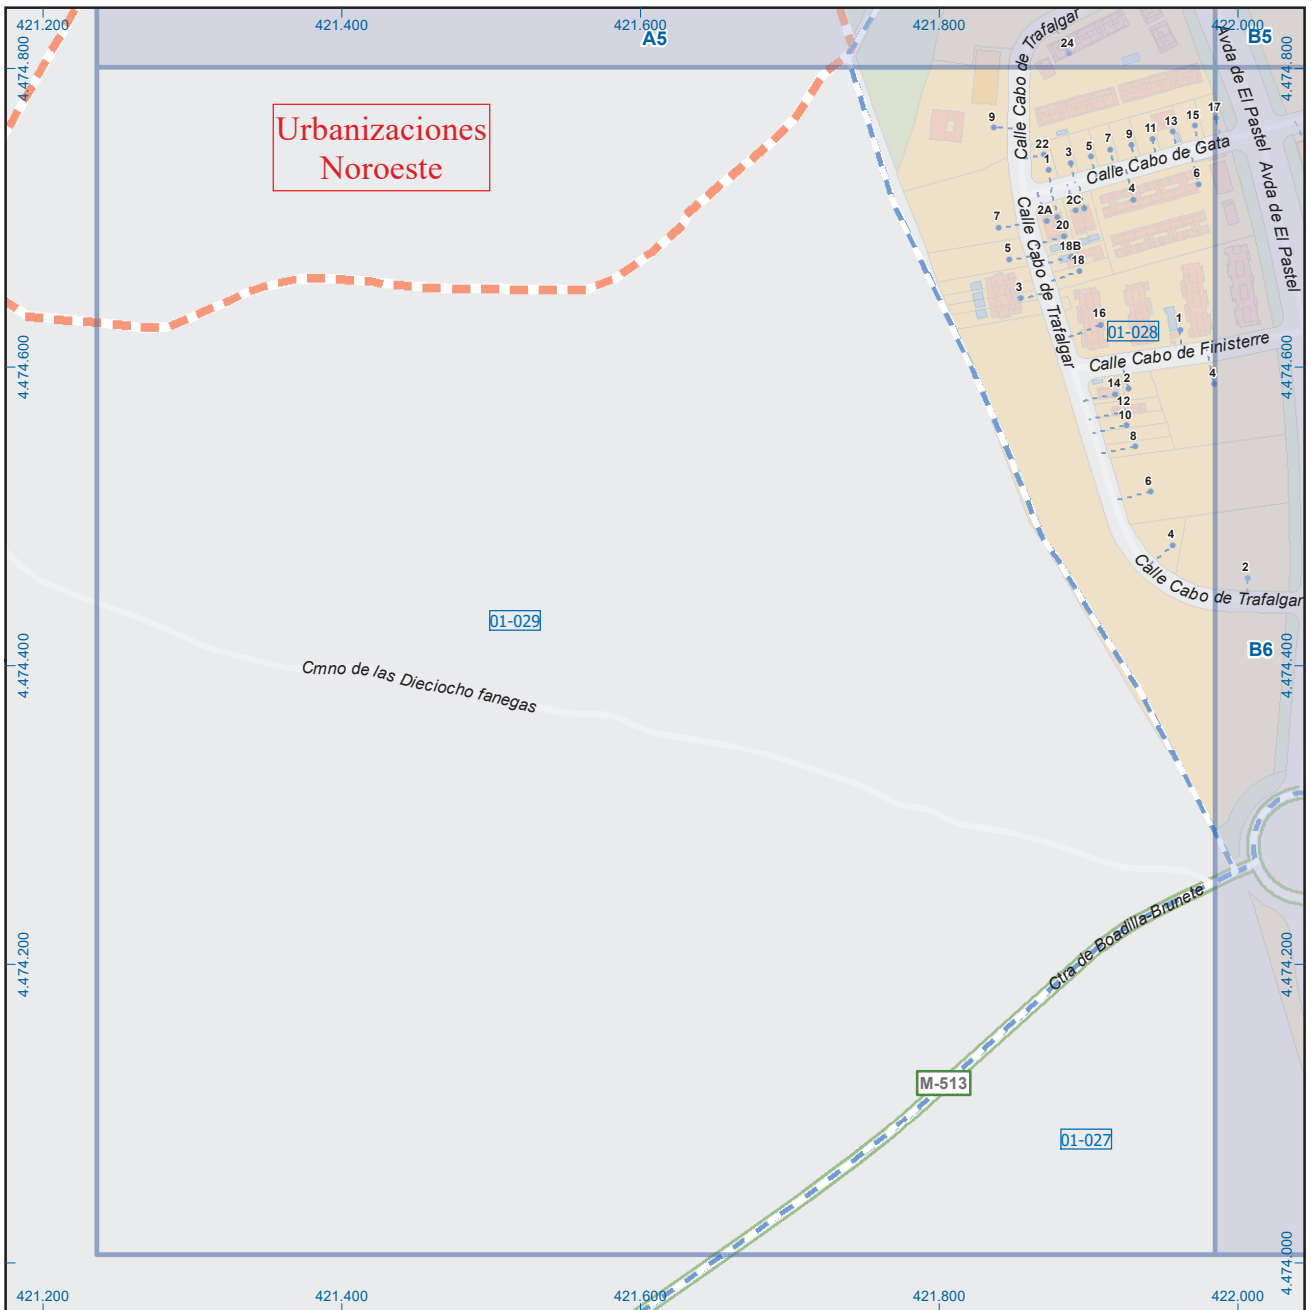 421.200
421.400
421.600
421.800
422.000
A5
B5
4.474.800
4.474.800
Urbanizaciones
Noroeste
Calle Cabo de Trafalgar
24
Avda de El Pastel
Avda de El Pastel
9
22
1
3
5
7
9
11
13
15
17
Calle Cabo de Gata
2A
2C
4
6
7
20
5
18B
18
3
Calle Cabo de Trafalgar
16
01-028
1
Calle Cabo de Finisterre
4.474.600
4.474.600
14
2
4
12
10
8
6
4
2
Calle Cabo de Trafalgar
01-029
B6
4.474.400
4.474.400
Cmno de las Dieciocho fanegas
Ctra de Boadilla-Brunete
4.474.200
4.474.200
M-513
01-027
4.474.000
421.200
421.400
421.600
421.800
422.000